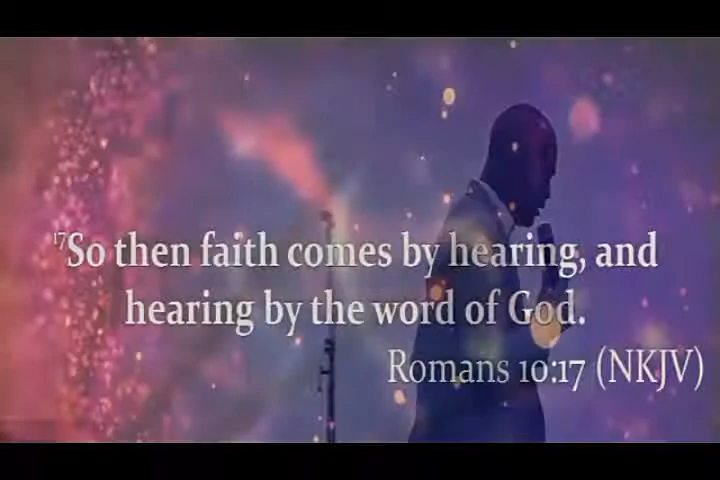 17So then faith comes by hearing, and
hearing by the word of God.
Romans 10:17 (NKJV)